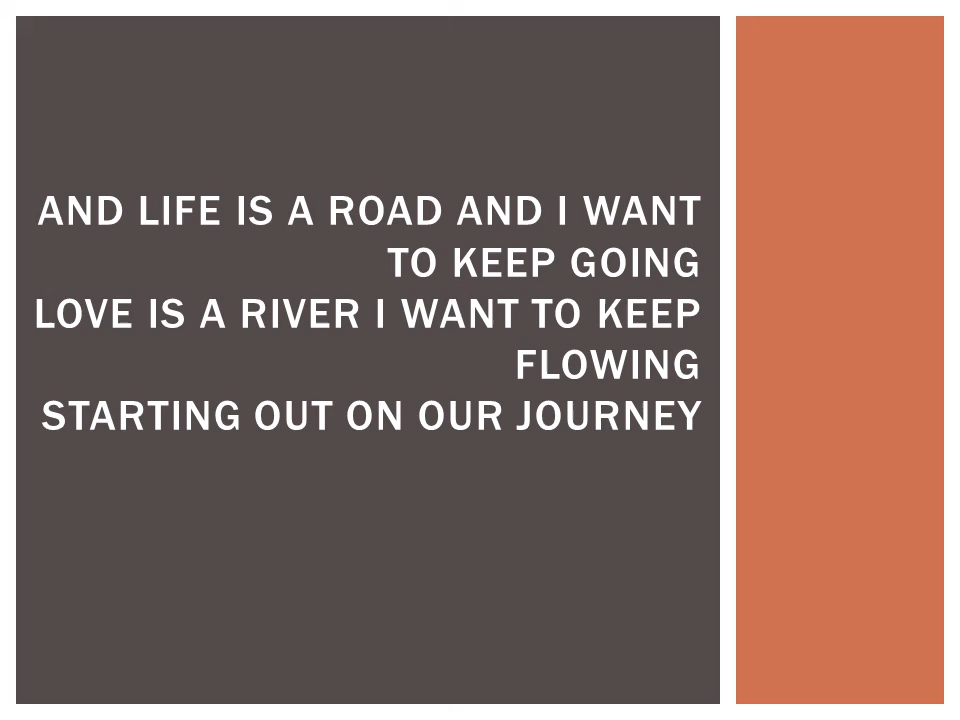 AND LIFE IS A ROAD AND I WANT
TO KEEP GOING
LOVE IS A RIVER I WANT TO KEEP
FLOWING
STARTING OUT ON OUR JOURNEY